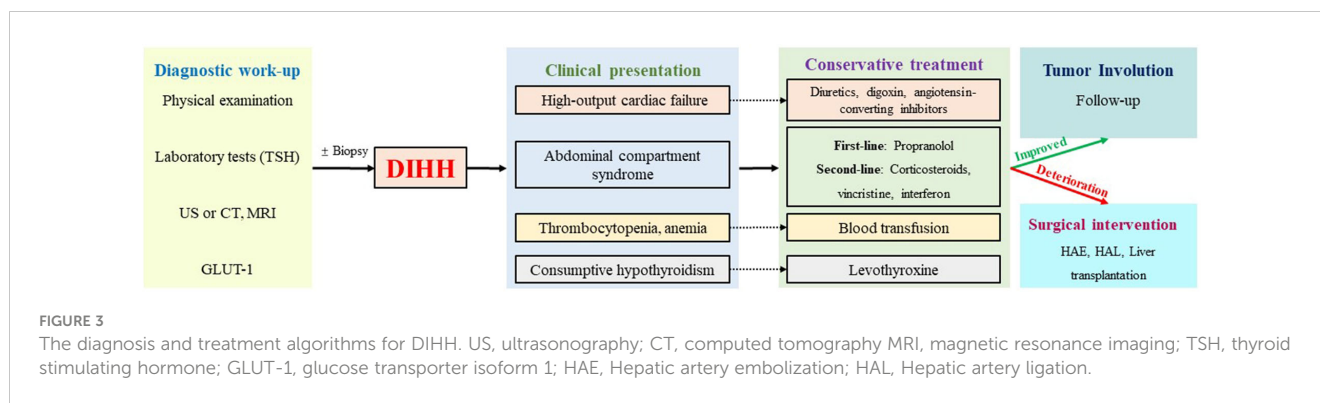 Diagnostic work-up
Physical examination
Laboratory tests (TSH)
US or CT, MRI
GLUT-1
± Biopsy
DIHH
Clinical presentation
High-output cardiac failure
Abdominal compartment
syndrome
Thrombocytopenia, anemia
Consumptive hypothyroidism
Conservative treatment
Diuretics, digoxin, angiotensin-
converting inhibitors
First-line: Propranolol
Second-line: Corticosteroids,
vincristine, interferon
Blood transfusion
Levothyroxine
Improved
Deterioration
Tumor Involution
Follow-up
Surgical intervention
HAE, HAL, Liver
transplantation
FIGURE 3
The diagnosis and treatment algorithms for DIHH. US, ultrasonography; CT, computed tomography MRI, magnetic resonance imaging; TSH, thyroid
stimulating hormone; GLUT-1, glucose transporter isoform 1; HAE, Hepatic artery embolization; HAL, Hepatic artery ligation.